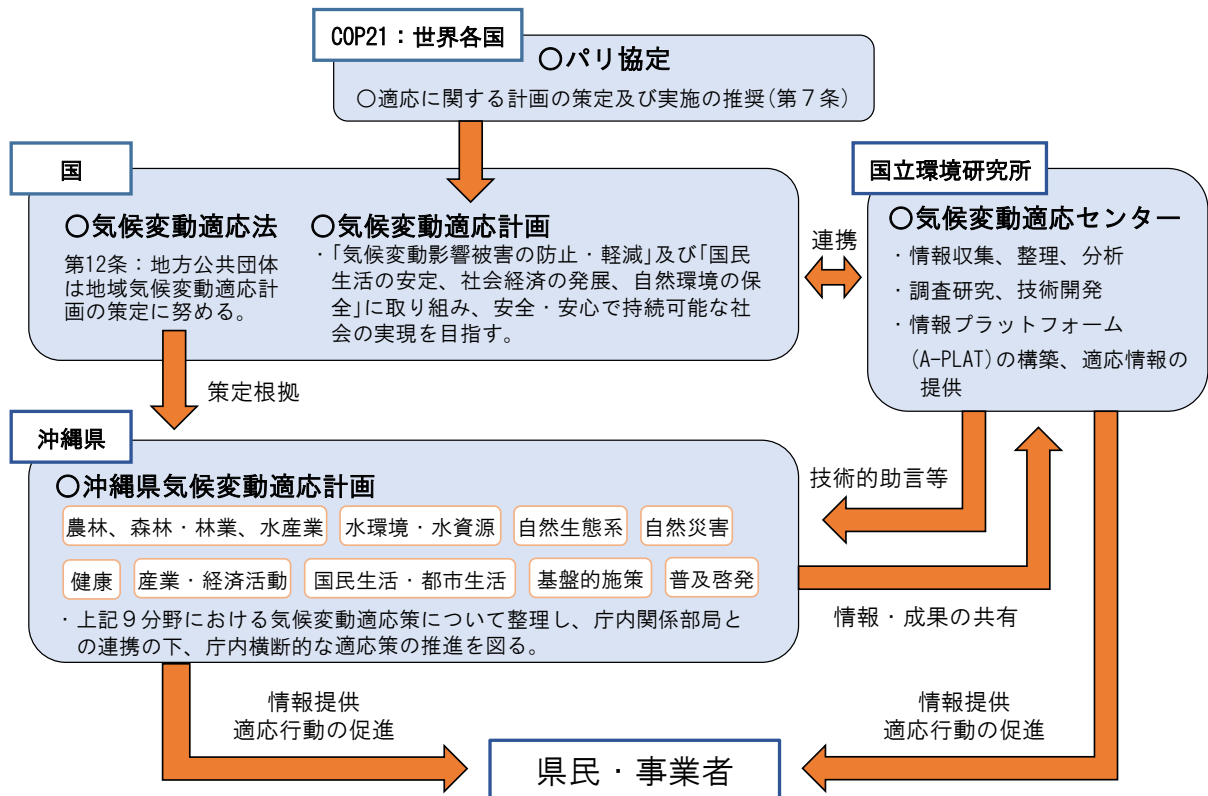 COP21：世界各国
〇パリ協定
〇適応に関する計画の策定及び実施の推奨(第７条)
国
〇気候変動適応法
第12条：地方公共団体
は地域気候変動適応計
画の策定に努める。
〇気候変動適応計画
・「気候変動影響被害の防止・軽減」及び「国民
生活の安定、社会経済の発展、自然環境の保
全」に取り組み、安全・安心で持続可能な社
会の実現を目指す。
連携
国立環境研究所
〇気候変動適応センター
・情報収集、整理、分析
・調査研究、技術開発
・情報プラットフォーム
(A-PLAT)の構築、適応情報の
提供
策定根拠
沖縄県
〇沖縄県気候変動適応計画
農林、森林・林業、水産業
水環境・水資源
自然生態系
自然災害
健康
産業・経済活動
国民生活・都市生活
基盤的施策
普及啓発
・上記９分野における気候変動適応策について整理し、庁内関係部局と
の連携の下、庁内横断的な適応策の推進を図る。
技術的助言等
情報・成果の共有
情報提供
適応行動の促進
情報提供
適応行動の促進
県民・事業者